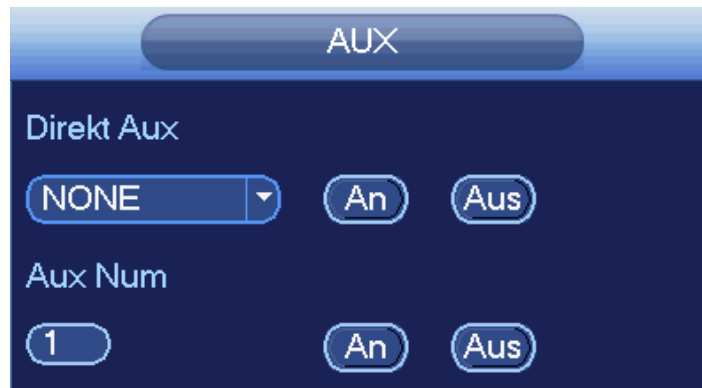 AUX
Direkt Aux
NONE An Aus
Aux Num
1 An Aus